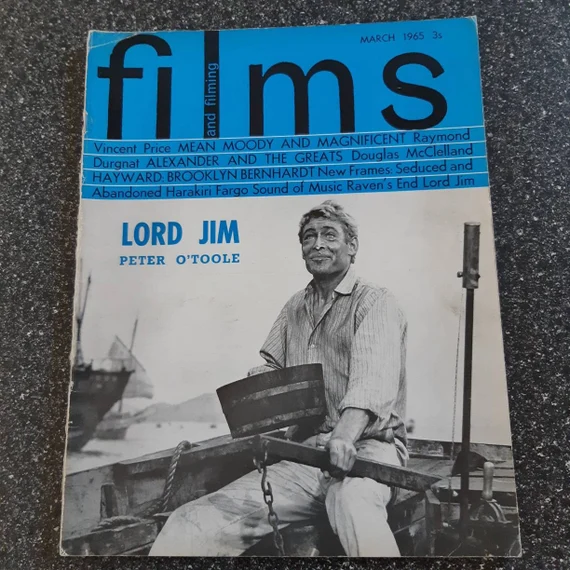 MARCH 1965 3s
films
and filming
Vincent Price MEAN MOODY AND MAGNIFICENT Raymond
Durgnat ALEXANDER AND THE GREATS Douglas McClelland
HAYWARD: BROOKLYN BERNHARDT New Frames: Seduced and
Abandoned Harakiri Fargo Sound of Music Raven's End Lord Jim
LORD JIM
PETER O'TOOLE